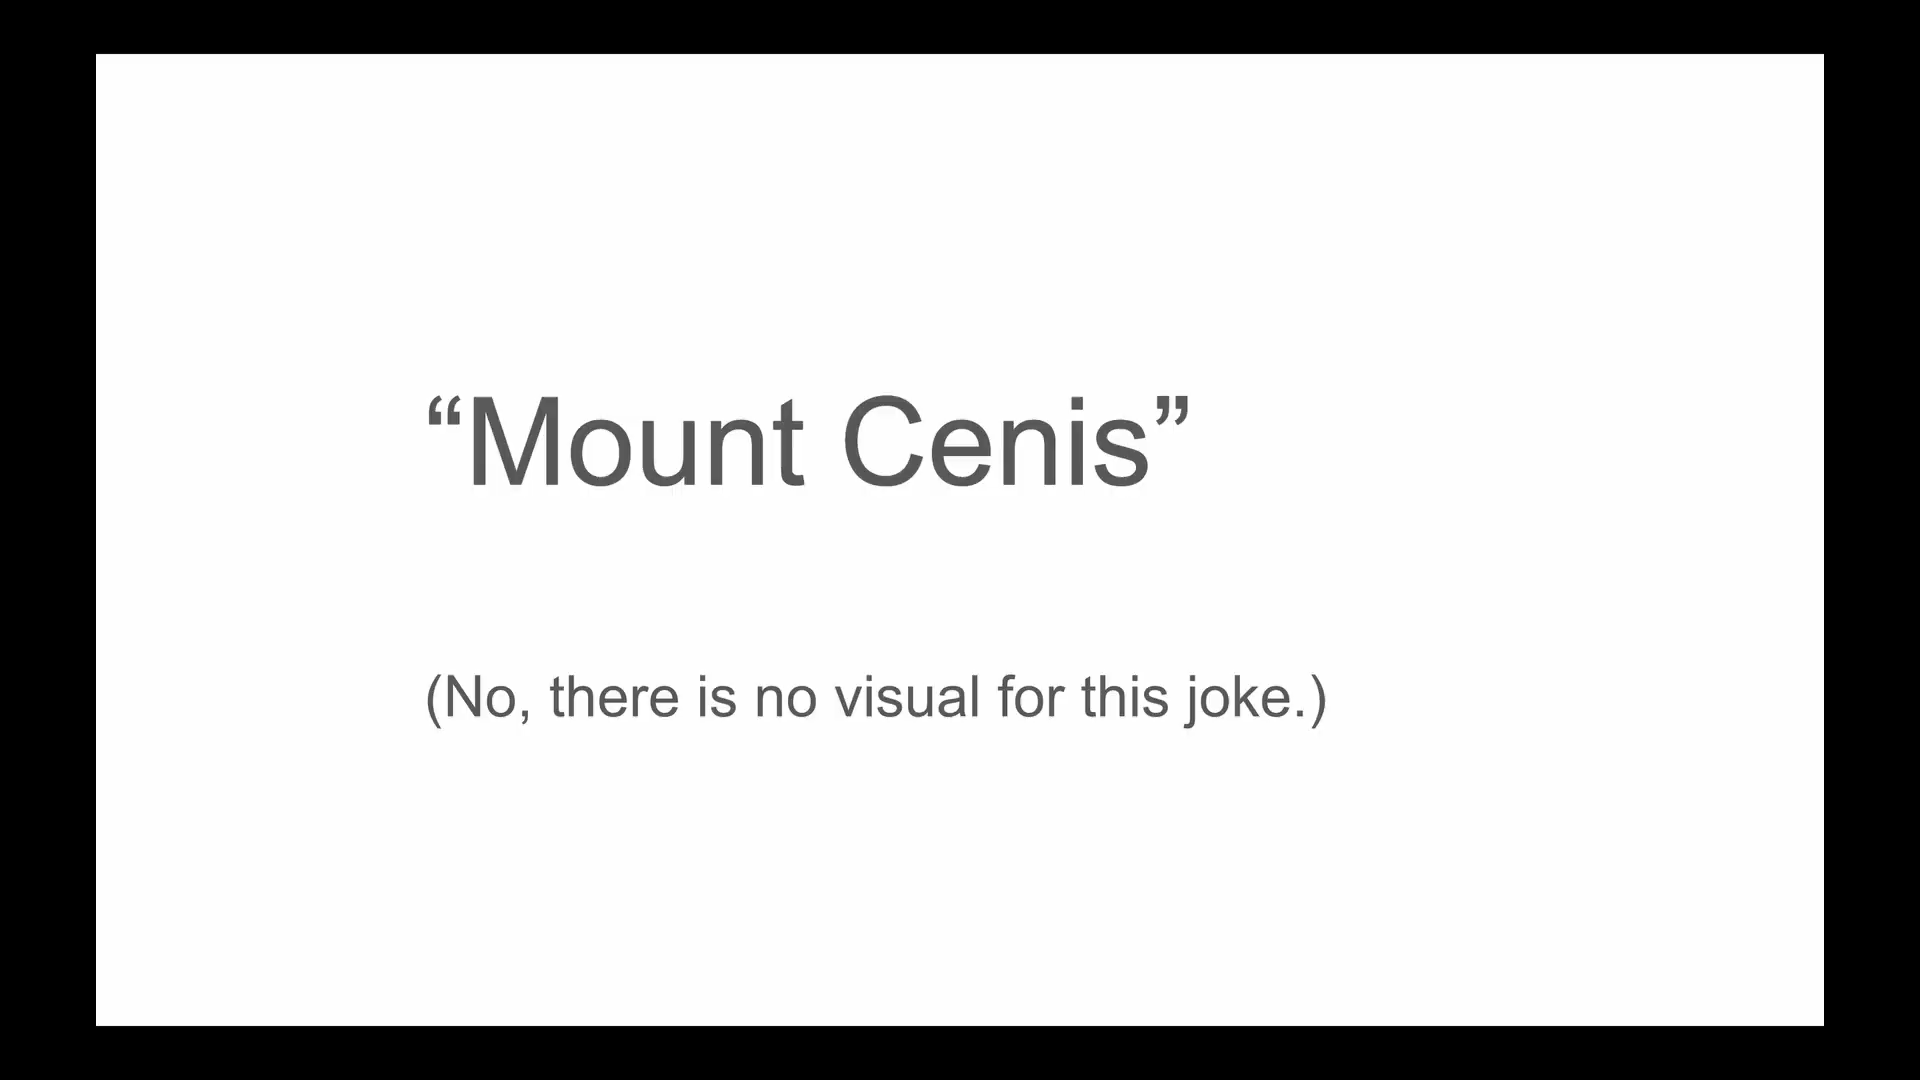 “Mount Cenis”
(No, there is no visual for this joke.)